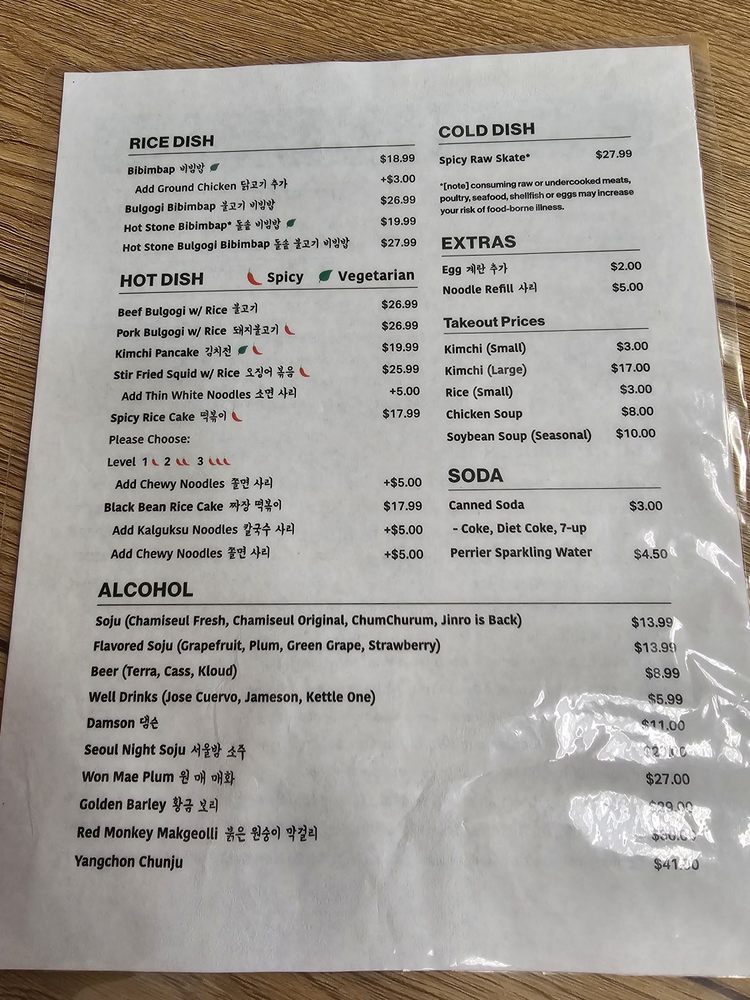 RICE DISH
Bibimbap 비빔밥 $18.99
Add Ground Chicken 닭고기 추가 +$3.00
Bulgogi Bibimbap 불고기 비빔밥 $26.99
Hot Stone Bibimbap* 돌솥 비빔밥 $19.99
Hot Stone Bulgogi Bibimbap 돌솥 불고기 비빔밥 $27.99
HOT DISH Spicy Vegetarian
Beef Bulgogi w/ Rice 불고기 $26.99
Pork Bulgogi w/ Rice 돼지불고기 $26.99
Kimchi Pancake 김치전 $19.99
Stir Fried Squid w/ Rice 오징어 볶음 $25.99
Add Thin White Noodles 소면 사리 +5.00
Spicy Rice Cake 떡볶이 $17.99
Please Choose:
Level 1 2 3
Add Chewy Noodles 쫄면 사리 +$5.00
Black Bean Rice Cake 짜장 떡볶이 $17.99
Add Kalguksu Noodles 칼국수 사리 +$5.00
Add Chewy Noodles 쫄면 사리 +$5.00
COLD DISH
Spicy Raw Skate* $27.99
*[note] consuming raw or undercooked meats,
poultry, seafood, shellfish or eggs may increase
your risk of food-borne illness.
EXTRAS
Egg 계란 추가 $2.00
Noodle Refill 사리 $5.00
Takeout Prices
Kimchi (Small) $3.00
Kimchi (Large) $17.00
Rice (Small) $3.00
Chicken Soup $8.00
Soybean Soup (Seasonal) $10.00
SODA
Canned Soda $3.00
- Coke, Diet Coke, 7-up
Perrier Sparkling Water $4.50
ALCOHOL
Soju (Chamiseul Fresh, Chamiseul Original, ChumChurum, Jinro is Back) $13.99
Flavored Soju (Grapefruit, Plum, Green Grape, Strawberry) $13.99
Beer (Terra, Cass, Kloud) $8.99
Well Drinks (Jose Cuervo, Jameson, Kettle One) $5.99
Damson 댐슨 $11.00
Seoul Night Soju 서울밤 소주
Won Mae Plum 원 매 매화 $27.00
Golden Barley 황금 보리
Red Monkey Makgeolli 붉은 원숭이 막걸리
Yangchon Chunju $41.00